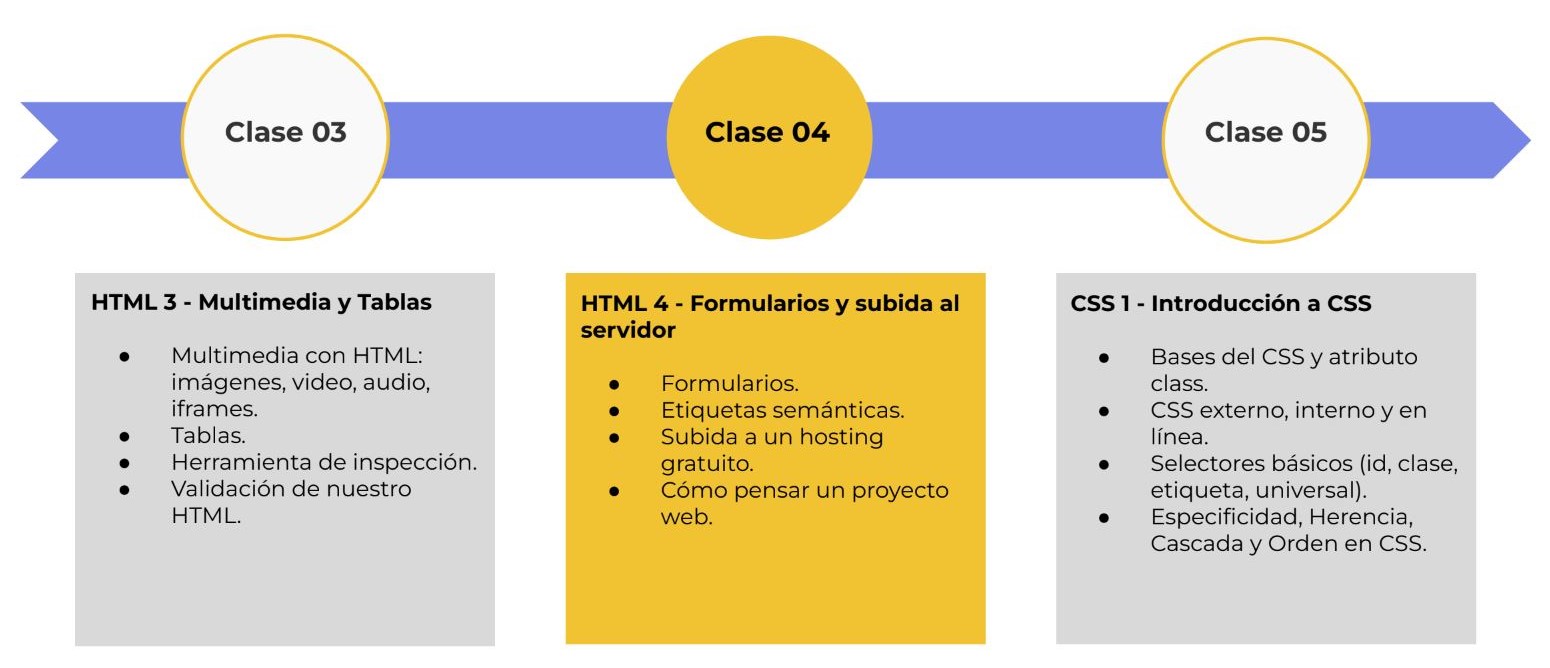 Clase 03
Clase 04
Clase 05
HTML 3 - Multimedia y Tablas
● Multimedia con HTML:
imágenes, video, audio,
iframes.
● Tablas.
● Herramienta de inspección.
● Validación de nuestro
HTML.
HTML 4 - Formularios y subida al
servidor
● Formularios.
● Etiquetas semánticas.
● Subida a un hosting
gratuito.
● Cómo pensar un proyecto
web.
CSS 1 - Introducción a CSS
● Bases del CSS y atributo
class.
● CSS externo, interno y en
línea.
● Selectores básicos (id, clase,
etiqueta, universal).
● Especificidad, Herencia,
Cascada y Orden en CSS.